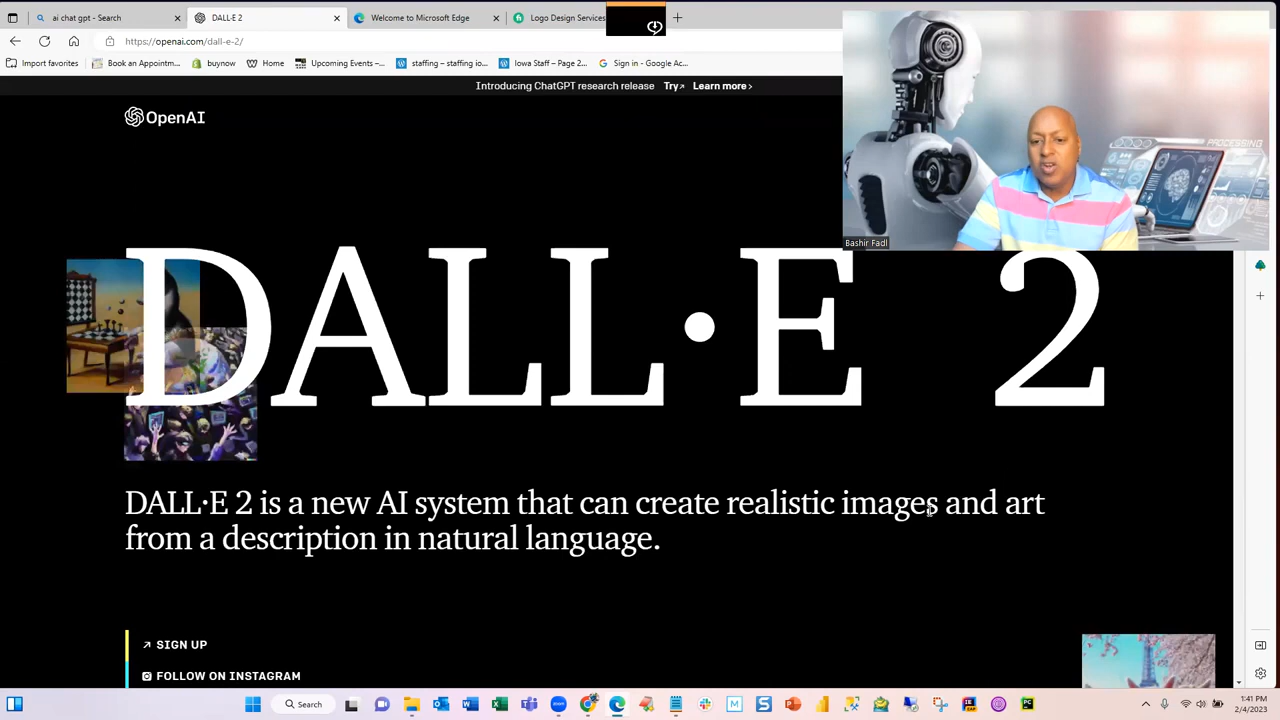 ai chat gpt - Search
DALL·E 2
Welcome to Microsoft Edge
Logo Design Services
https://openai.com/dall-e-2/
Import favorites
Book an Appointm...
buynow
Home
Upcoming Events –...
staffing – staffing io...
Iowa Staff – Page 2...
Sign in - Google Ac...
Introducing ChatGPT research release Try↗ Learn more ›
OpenAI
PROCESSING
Bashir Fadl
DALL·E 2
DALL·E 2 is a new AI system that can create realistic images and art
from a description in natural language.
↗ SIGN UP
FOLLOW ON INSTAGRAM
Search
1:41 PM
2/4/2023